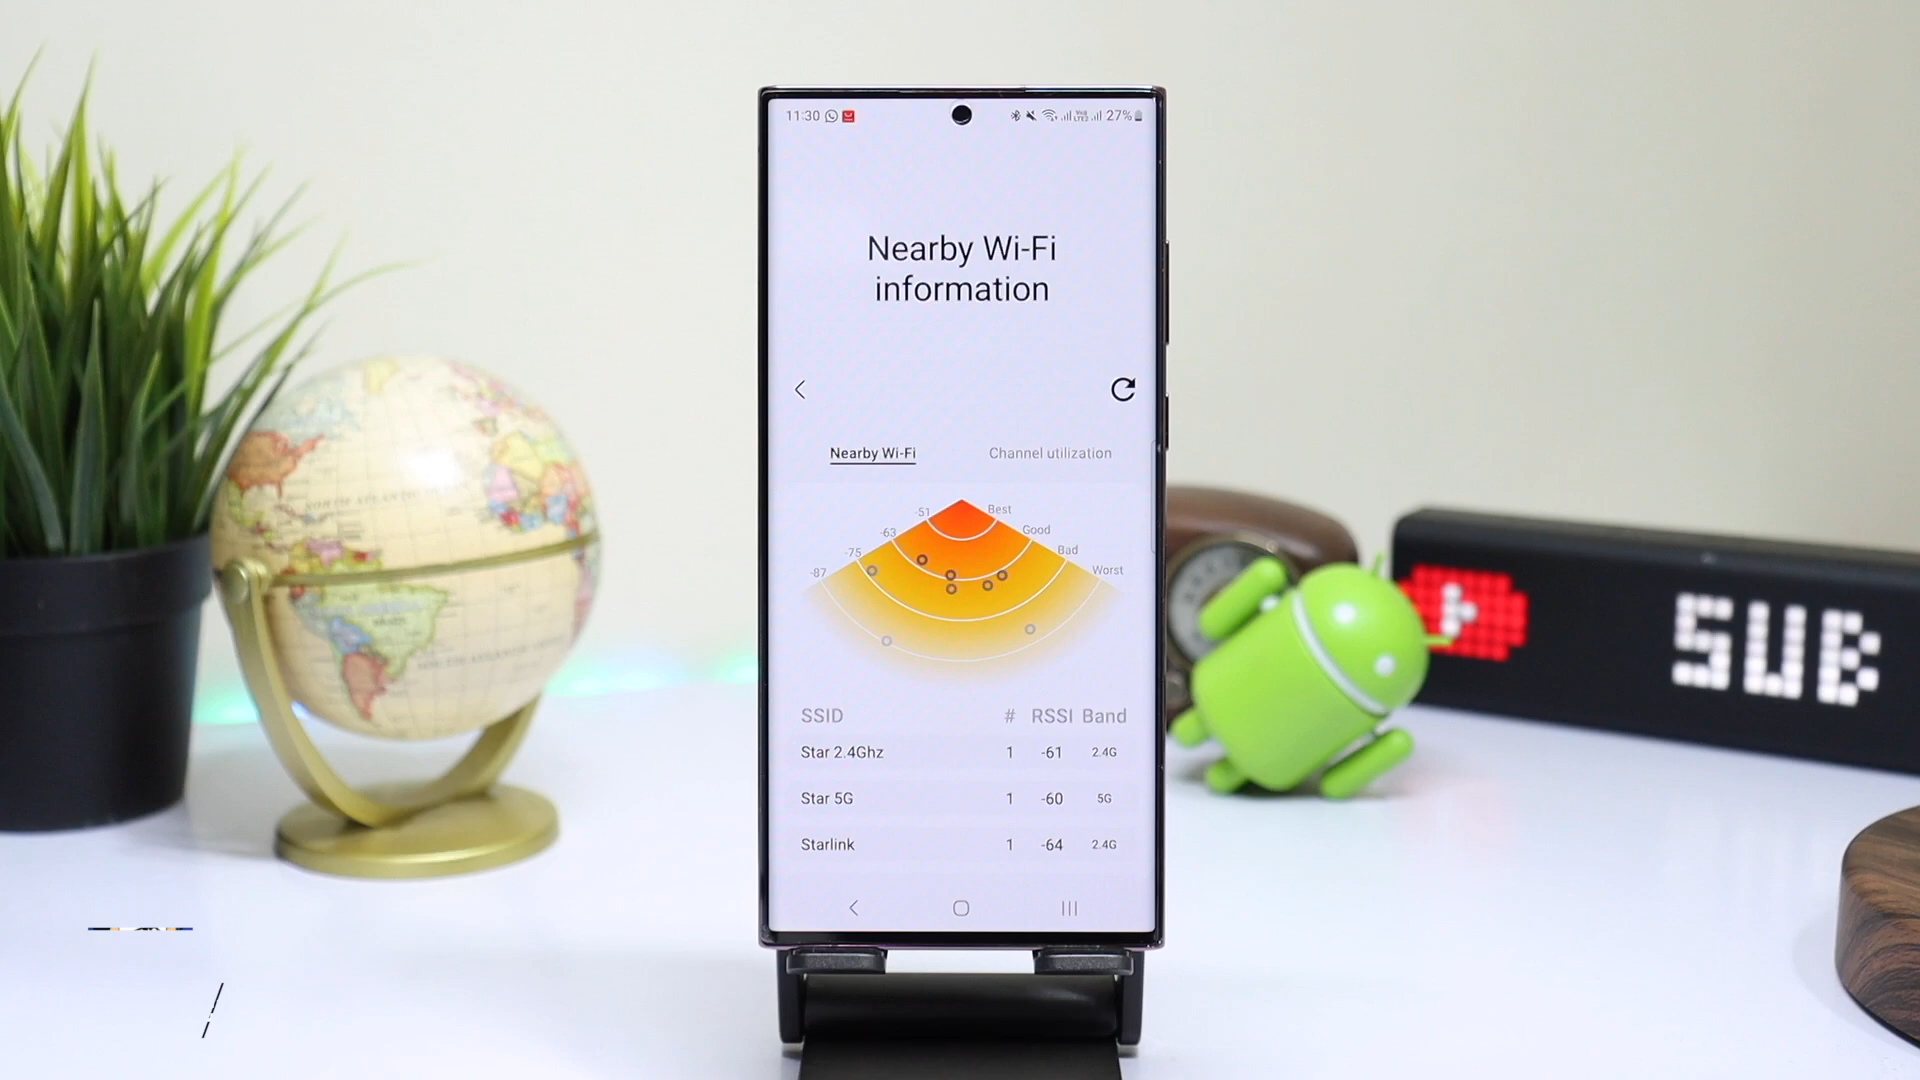 11:30
27%
Nearby Wi-Fi
information
Nearby Wi-Fi
Channel utilization
-51
Best
-63
Good
-75
Bad
-87
Worst
SSID # RSSI Band
Star 2.4Ghz 1 -61 2.4G
Star 5G 1 -60 5G
Starlink 1 -64 2.4G
SUB